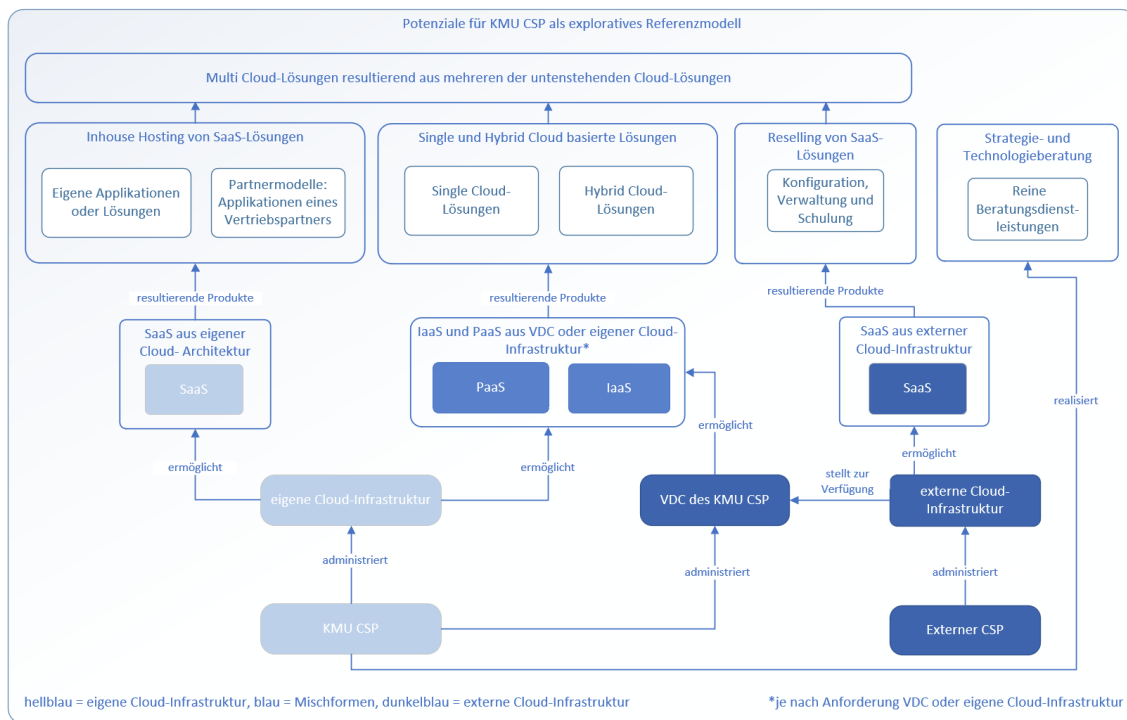 Potenziale für KMU CSP als exploratives Referenzmodell
Multi Cloud-Lösungen resultierend aus mehreren der untenstehenden Cloud-Lösungen
Inhouse Hosting von SaaS-Lösungen
Eigene Applikationen
oder Lösungen
Partnermodelle:
Applikationen eines
Vertriebspartners
Single und Hybrid Cloud basierte Lösungen
Single Cloud-
Lösungen
Hybrid Cloud-
Lösungen
Reselling von SaaS-
Lösungen
Konfiguration,
Verwaltung und
Schulung
Strategie- und
Technologieberatung
Reine
Beratungsdienst-
leistungen
resultierende Produkte
resultierende Produkte
resultierende Produkte
SaaS aus eigener
Cloud- Architektur
SaaS
IaaS und PaaS aus VDC oder eigener Cloud-
Infrastruktur*
PaaS
IaaS
SaaS aus externer
Cloud-Infrastruktur
SaaS
realisiert
ermöglicht
ermöglicht
ermöglicht
ermöglicht
eigene Cloud-Infrastruktur
VDC des KMU CSP
stellt zur
Verfügung
externe Cloud-
Infrastruktur
administriert
administriert
administriert
KMU CSP
Externer CSP
hellblau = eigene Cloud-Infrastruktur, blau = Mischformen, dunkelblau = externe Cloud-Infrastruktur
*je nach Anforderung VDC oder eigene Cloud-Infrastruktur